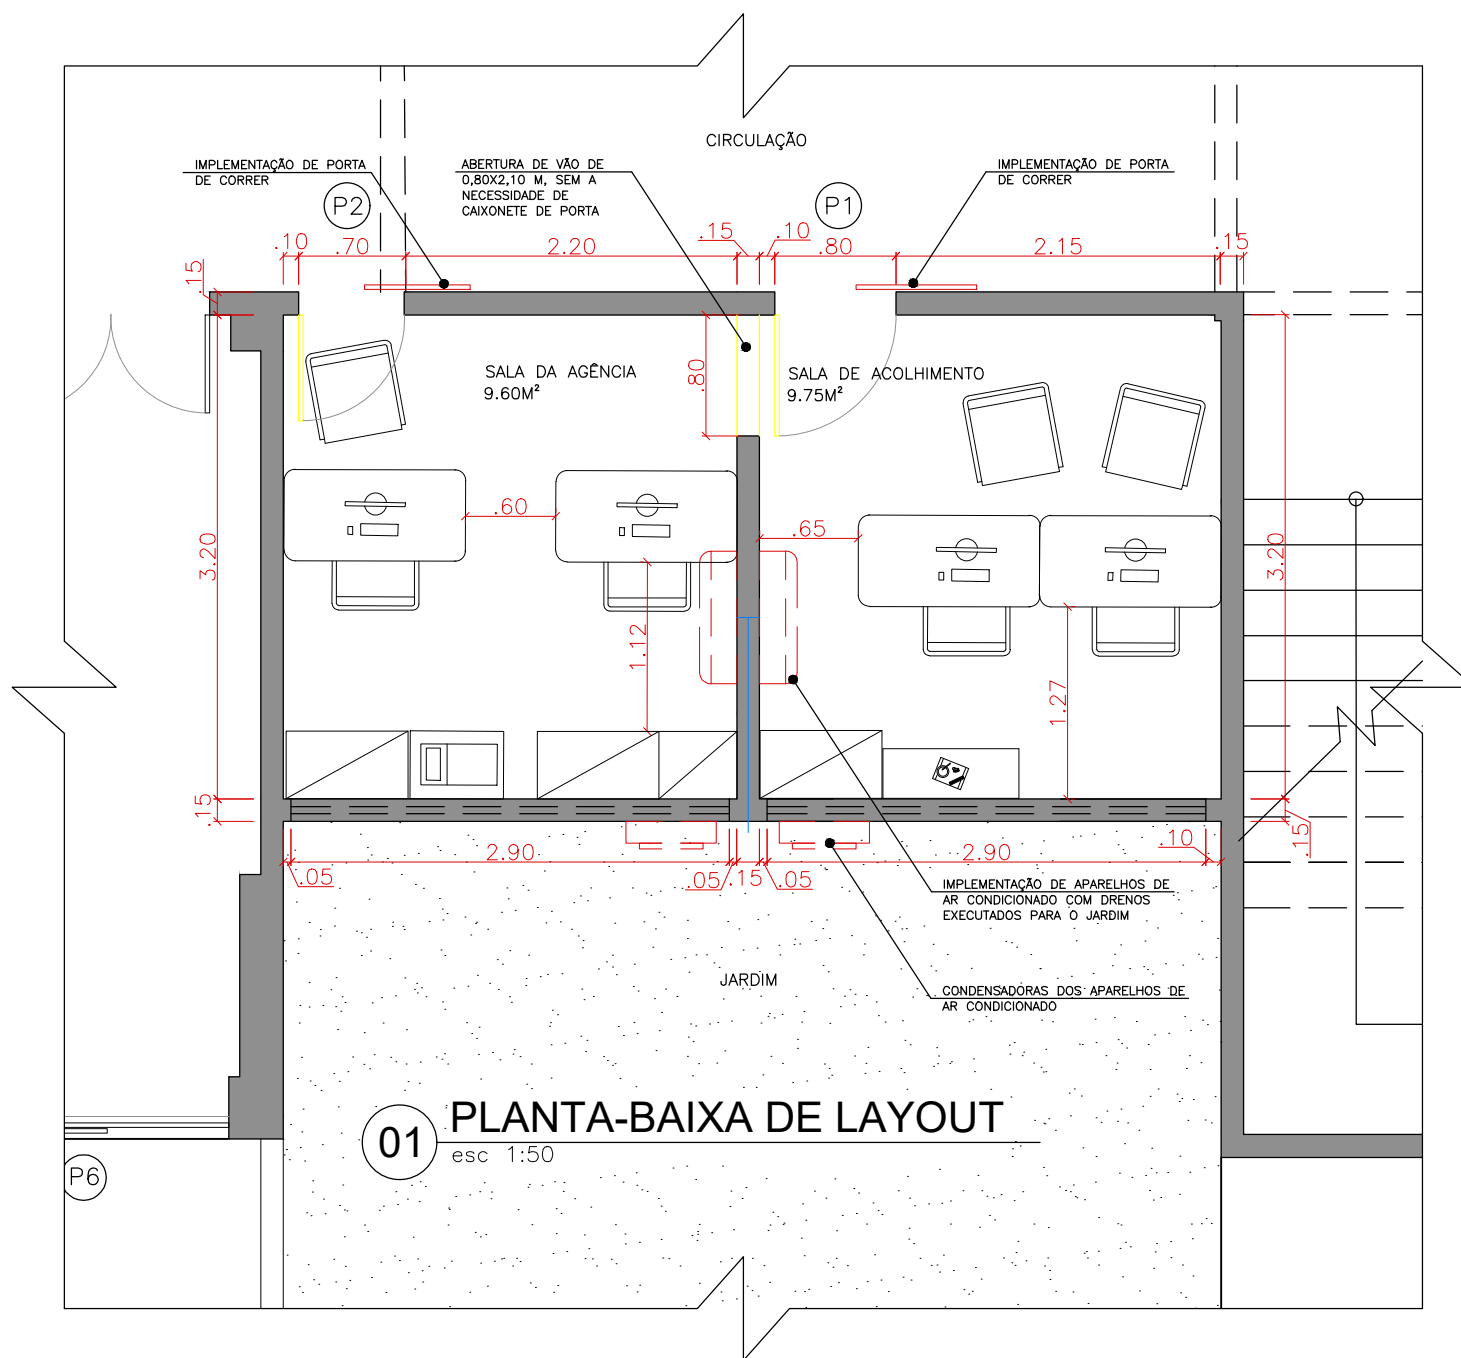 CIRCULAÇÃO
IMPLEMENTAÇÃO DE PORTA
DE CORRER
ABERTURA DE VÃO DE
0,80X2,10 M, SEM A
NECESSIDADE DE
CAIXONETE DE PORTA
IMPLEMENTAÇÃO DE PORTA
DE CORRER
P2
P1
.10
.70
2.20
.15
.10
.80
2.15
.15
.15
SALA DA AGÊNCIA
9.60M²
.80
SALA DE ACOLHIMENTO
9.75M²
.60
.65
3.20
3.20
1.12
1.27
.15
.15
.05
2.90
.05
.15
.05
2.90
.10
IMPLEMENTAÇÃO DE APARELHOS DE
AR CONDICIONADO COM DRENOS
EXECUTADOS PARA O JARDIM
JARDIM
CONDENSADORAS DOS APARELHOS DE
AR CONDICIONADO
01
PLANTA-BAIXA DE LAYOUT
esc 1:50
P6